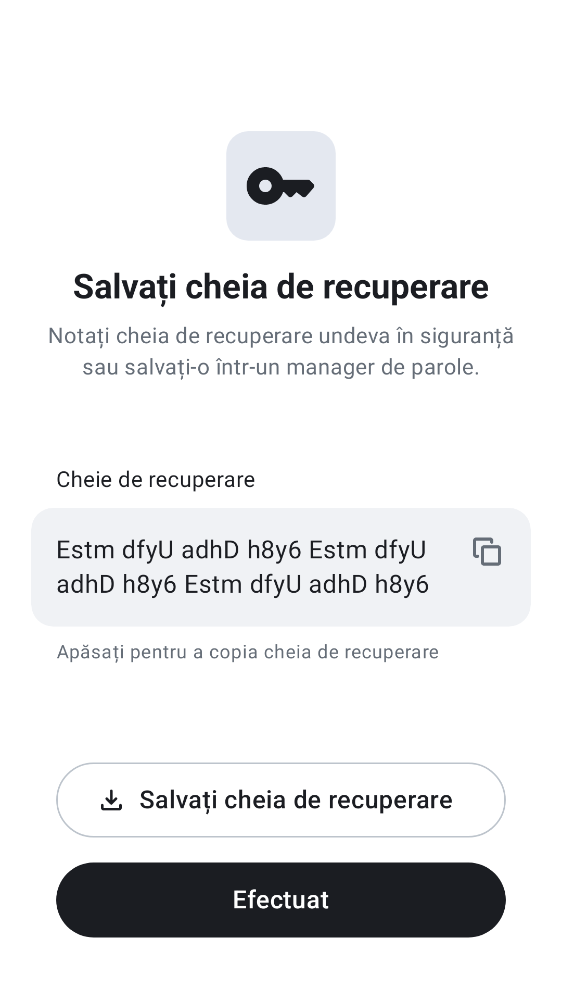 Salvați cheia de recuperare
Notați cheia de recuperare undeva în siguranță
sau salvați-o într-un manager de parole.
Cheie de recuperare
Estm dfyU adhD h8y6 Estm dfyU
adhD h8y6 Estm dfyU adhD h8y6
Apăsați pentru a copia cheia de recuperare
Salvați cheia de recuperare
Efectuat